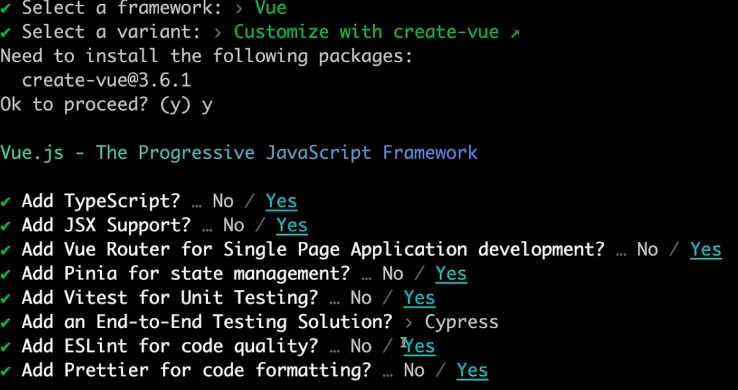 ✔ Select a framework: › Vue
✔ Select a variant: › Customize with create-vue ↗
Need to install the following packages:
  create-vue@3.6.1
Ok to proceed? (y) y
Vue.js - The Progressive JavaScript Framework
✔ Add TypeScript? … No / Yes
✔ Add JSX Support? … No / Yes
✔ Add Vue Router for Single Page Application development? … No / Yes
✔ Add Pinia for state management? … No / Yes
✔ Add Vitest for Unit Testing? … No / Yes
✔ Add an End-to-End Testing Solution? › Cypress
✔ Add ESLint for code quality? … No / Yes
✔ Add Prettier for code formatting? … No / Yes